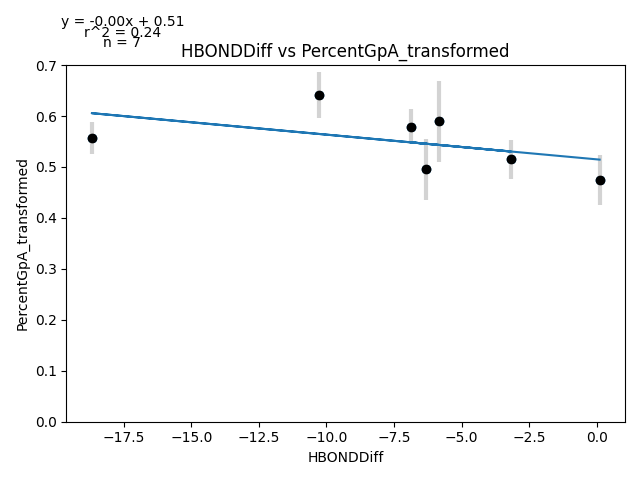 y = -0.00x + 0.51
r^2 = 0.24
n = 7
HBONDDiff vs PercentGpA_transformed
0.7
0.6
0.5
0.4
0.3
0.2
0.1
0.0
PercentGpA_transformed
−17.5 −15.0 −12.5 −10.0 −7.5 −5.0 −2.5 0.0
HBONDDiff